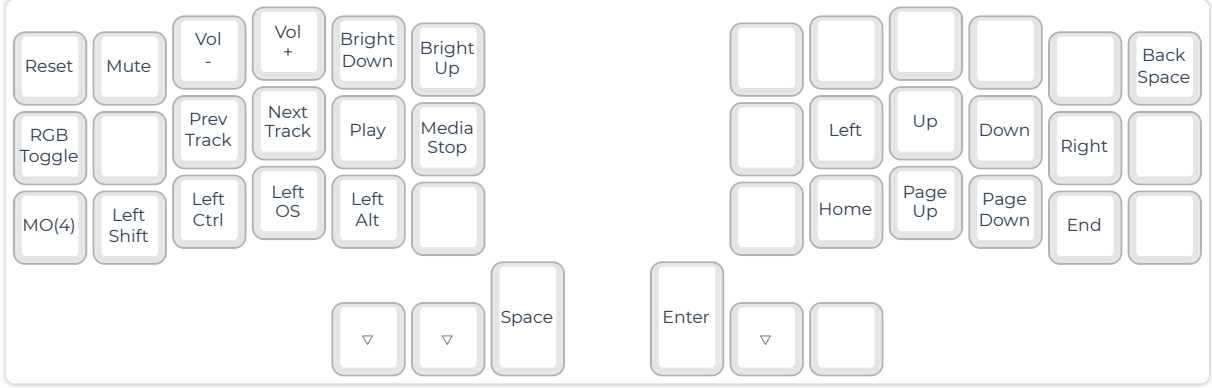 Reset
Mute
Vol
-
Vol
+
Bright
Down
Bright
Up
Back
Space
RGB
Toggle
Prev
Track
Next
Track
Play
Media
Stop
Left
Up
Down
Right
MO(4)
Left
Shift
Left
Ctrl
Left
OS
Left
Alt
Home
Page
Up
Page
Down
End
▽
▽
Space
Enter
▽